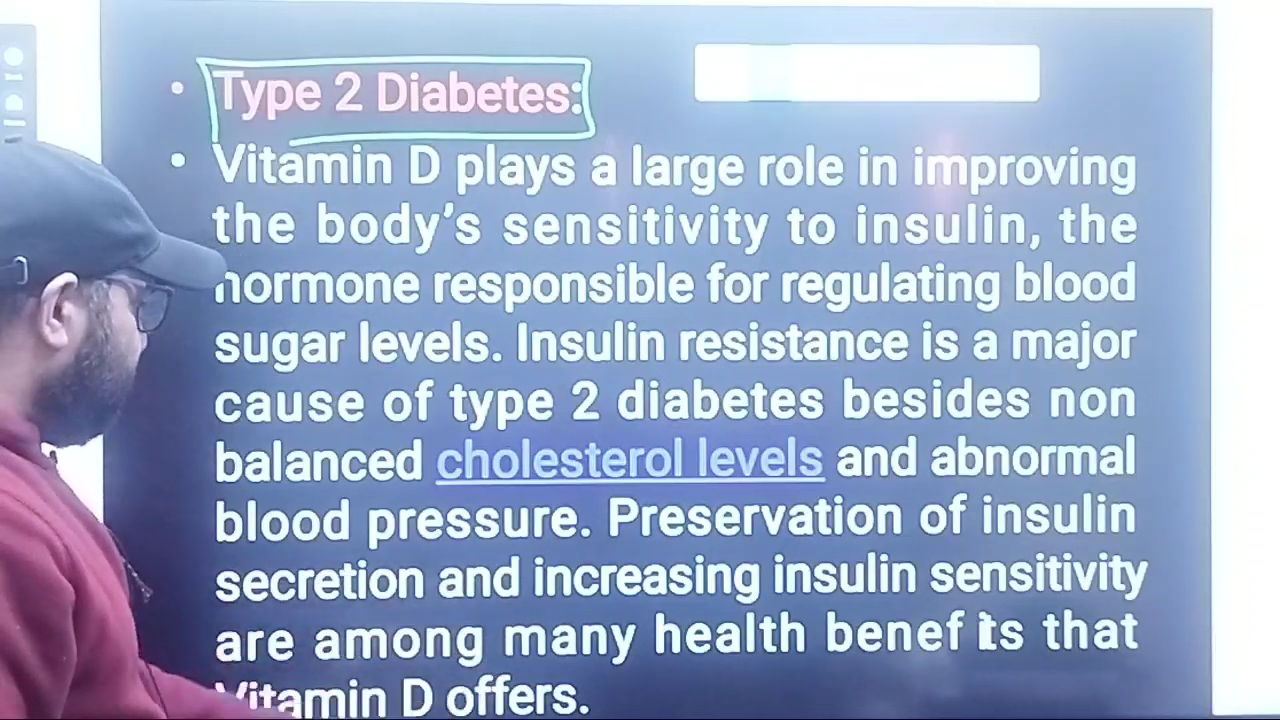 • Type 2 Diabetes:
• Vitamin D plays a large role in improving
the body's sensitivity to insulin, the
hormone responsible for regulating blood
sugar levels. Insulin resistance is a major
cause of type 2 diabetes besides non
balanced cholesterol levels and abnormal
blood pressure. Preservation of insulin
secretion and increasing insulin sensitivity
are among many health benefits that
Vitamin D offers.